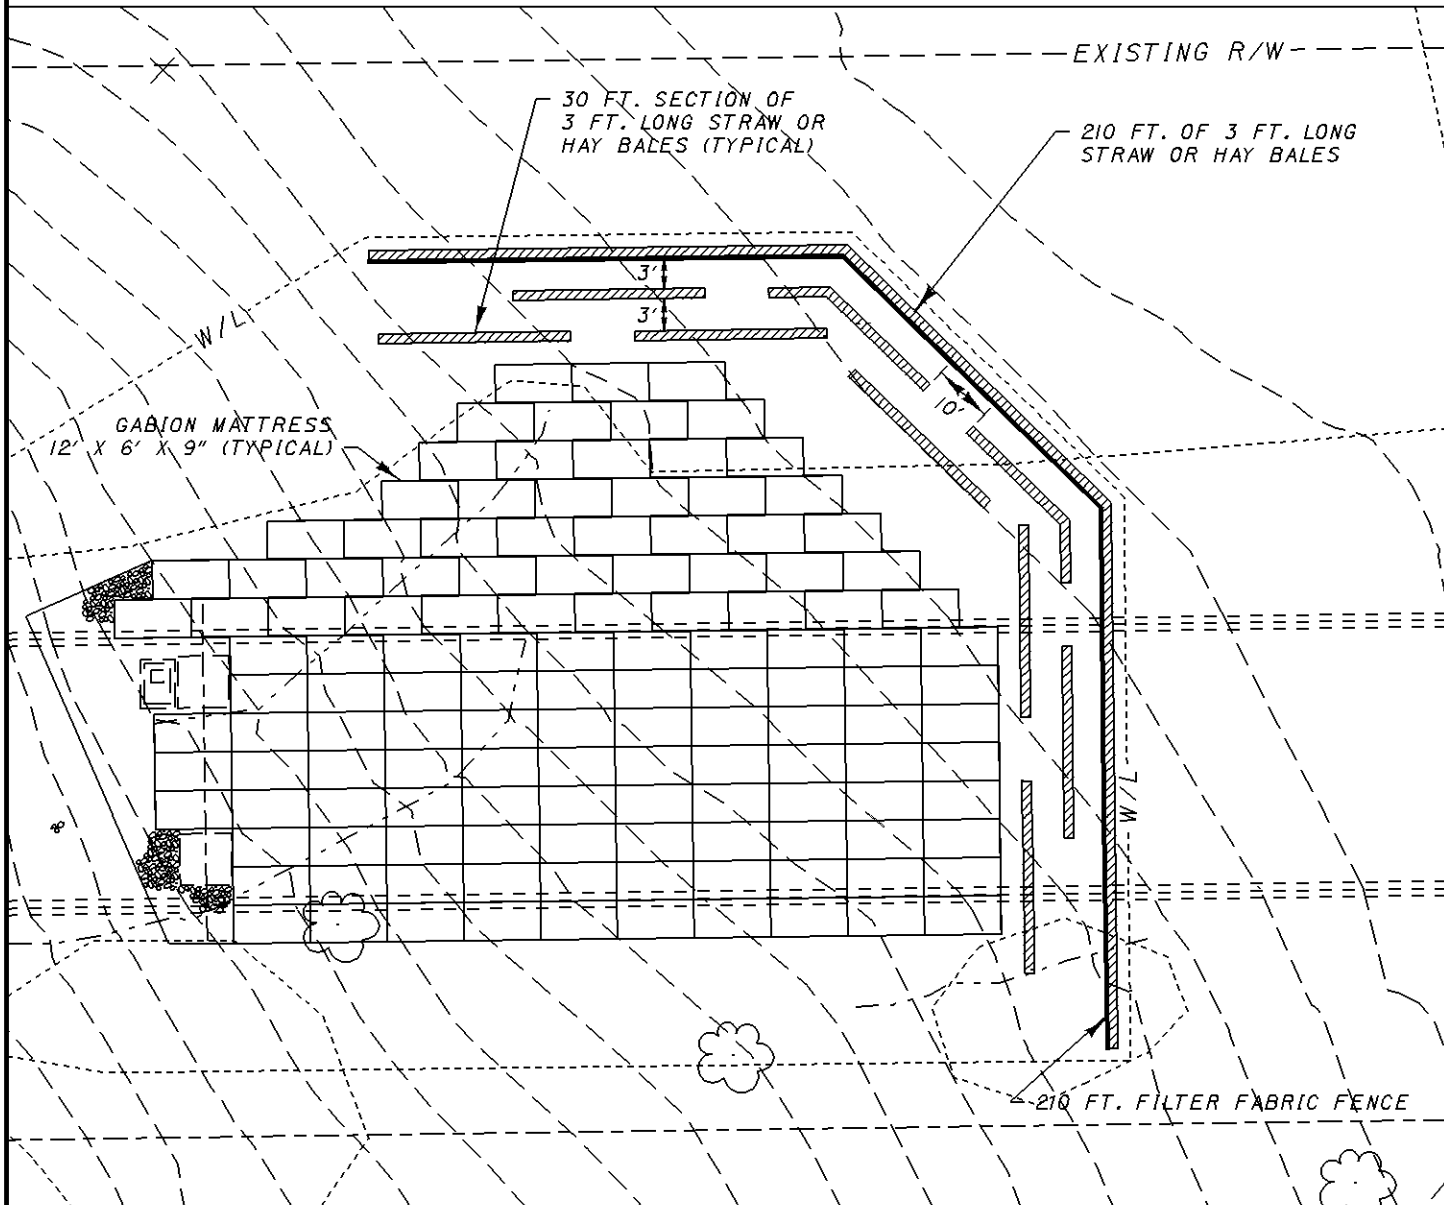 EXISTING R/W
30 FT. SECTION OF
3 FT. LONG STRAW OR
HAY BALES (TYPICAL)
210 FT. OF 3 FT. LONG
STRAW OR HAY BALES
3'
3'
W/L
10'
GABION MATTRESS
12' X 6' X 9" (TYPICAL)
W/L
210 FT. FILTER FABRIC FENCE